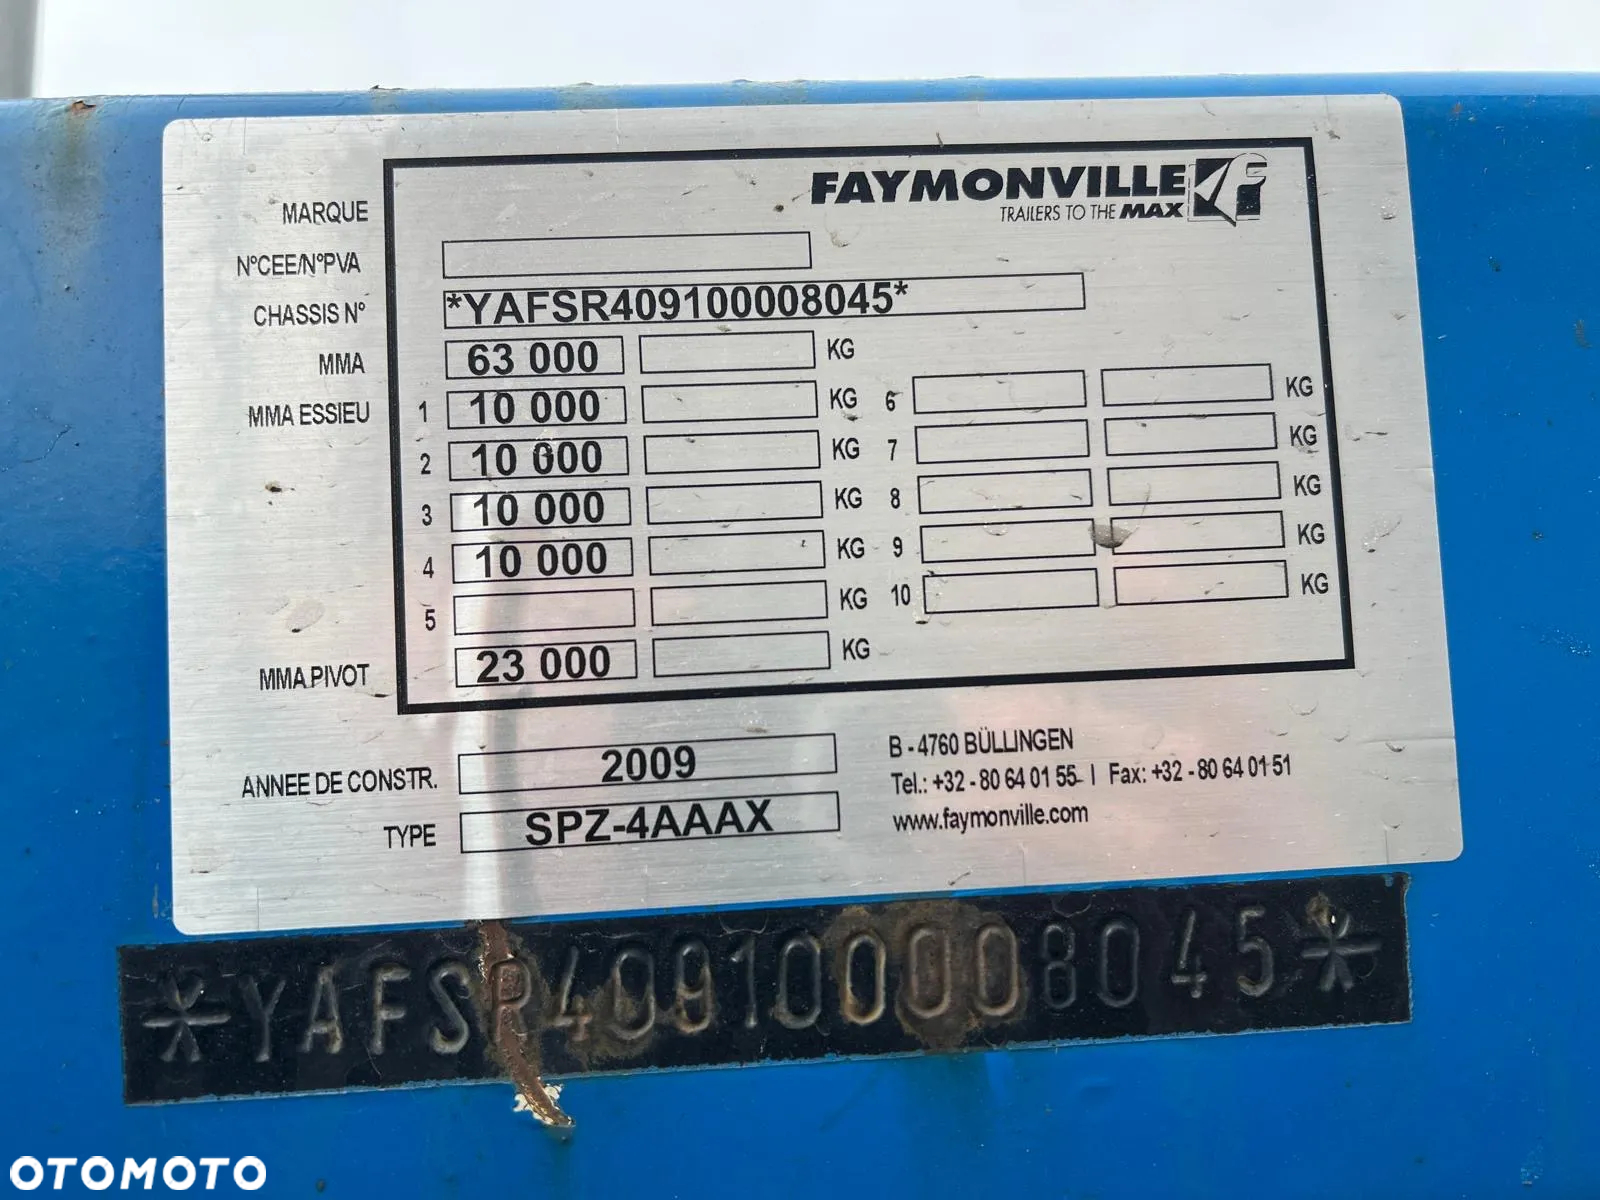 FAYMONVILLE
TRAILERS TO THE MAX
MARQUE
N°CEE/N°PVA
CHASSIS N° *YAFSR409100008045*
MMA 63 000 KG
MMA ESSIEU 1 10 000 KG 6 KG
2 10 000 KG 7 KG
3 10 000 KG 8 KG
4 10 000 KG 9 KG
5 KG 10 KG
MMA PIVOT 23 000 KG
ANNEE DE CONSTR. 2009
TYPE SPZ-4AAAX
B - 4760 BÜLLINGEN
Tel.: +32 - 80 64 01 55 I Fax: +32 - 80 64 01 51
www.faymonville.com
*YAFSR409100008045*
OTOMOTO